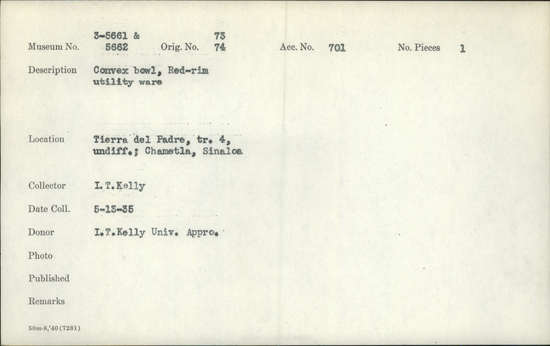 3-5661 & 73
Museum No. 5662 Orig. No. 74 Acc. No. 701 No. Pieces 1
Description Convex bowl, Red-rim
utility ware
Location Tierra del Padre, tr. 4,
undiff.; Chametla, Sinaloa
Collector I.T.Kelly
Date Coll. 5-13-35
Donor I.T.Kelly Univ. Appro.
Photo
Published
Remarks
50m-8,'40(7281)